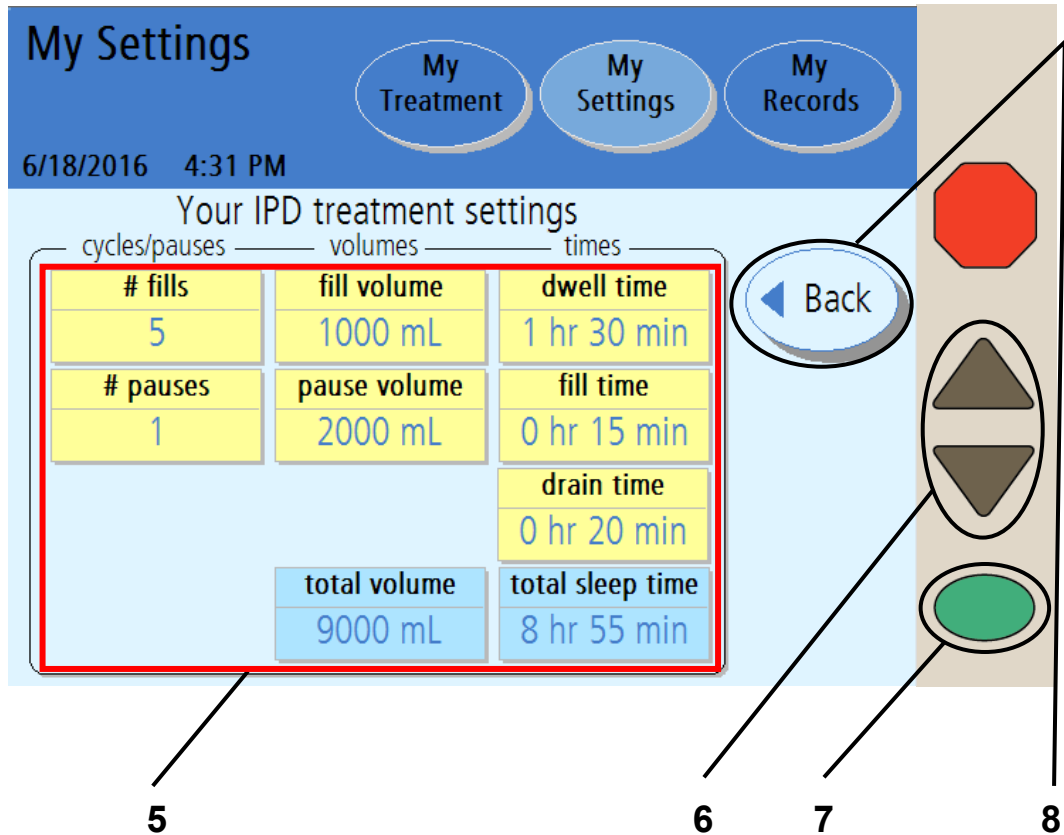 My Settings
My
Treatment
My
Settings
My
Records
6/18/2016 4:31 PM
Your IPD treatment settings
cycles/pauses volumes times
# fills fill volume dwell time
5 1000 mL 1 hr 30 min
# pauses pause volume fill time
1 2000 mL 0 hr 15 min
drain time
0 hr 20 min
total volume total sleep time
9000 mL 8 hr 55 min
Back
5 6 7 8